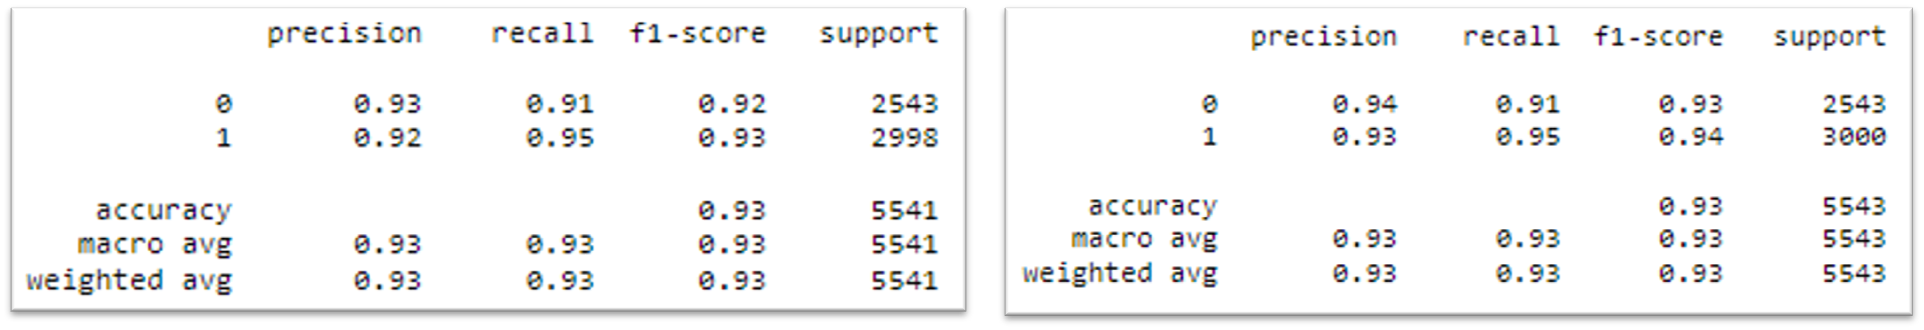 precision recall f1-score support
0 0.93 0.91 0.92 2543
1 0.92 0.95 0.93 2998
accuracy 0.93 5541
macro avg 0.93 0.93 0.93 5541
weighted avg 0.93 0.93 0.93 5541
precision recall f1-score support
0 0.94 0.91 0.93 2543
1 0.93 0.95 0.94 3000
accuracy 0.93 5543
macro avg 0.93 0.93 0.93 5543
weighted avg 0.93 0.93 0.93 5543